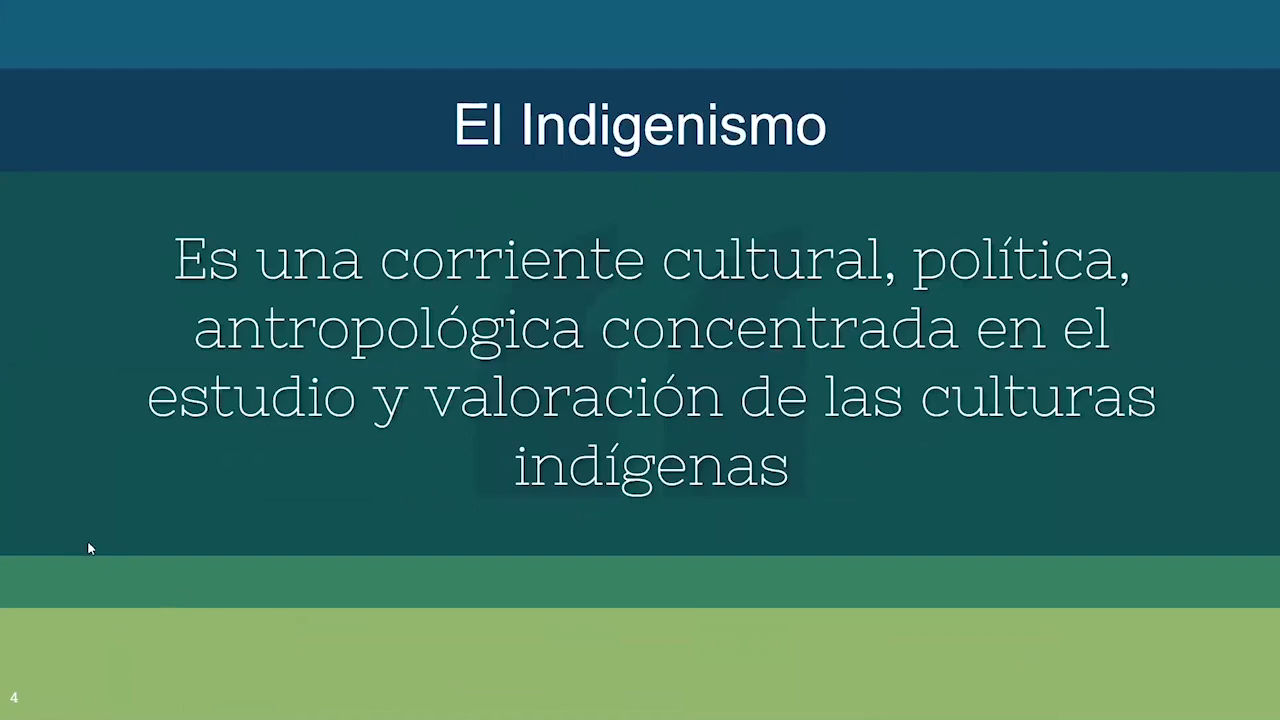 El Indigenismo
Es una corriente cultural, política,
antropológica concentrada en el
estudio y valoración de las culturas
indígenas
4